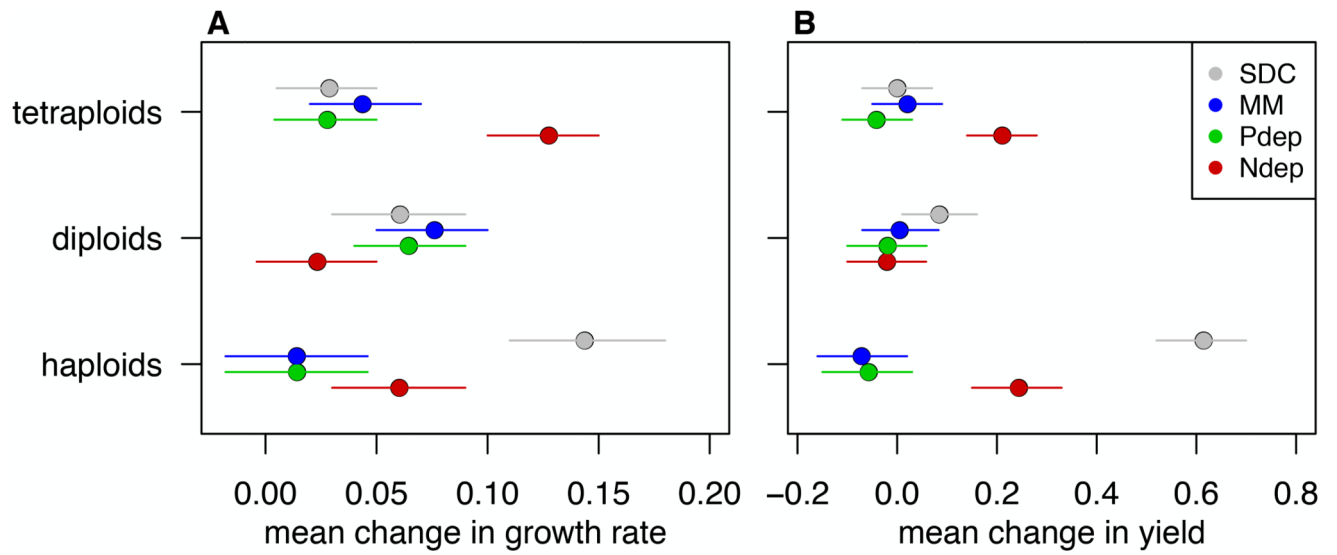 A
B
tetraploids
diploids
haploids
SDC
MM
Pdep
Ndep
0.00 0.05 0.10 0.15 0.20
−0.2 0.0 0.2 0.4 0.6 0.8
mean change in growth rate
mean change in yield